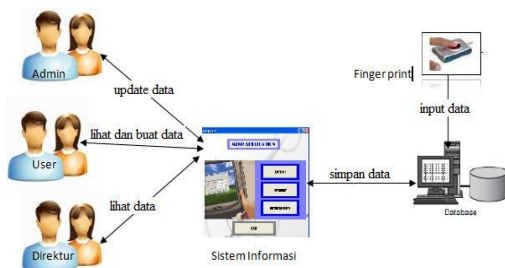 Admin
update data
lihat dan buat data
User
lihat data
Direktur
Sistem Informasi
simpan data
Finger print
input data
Database